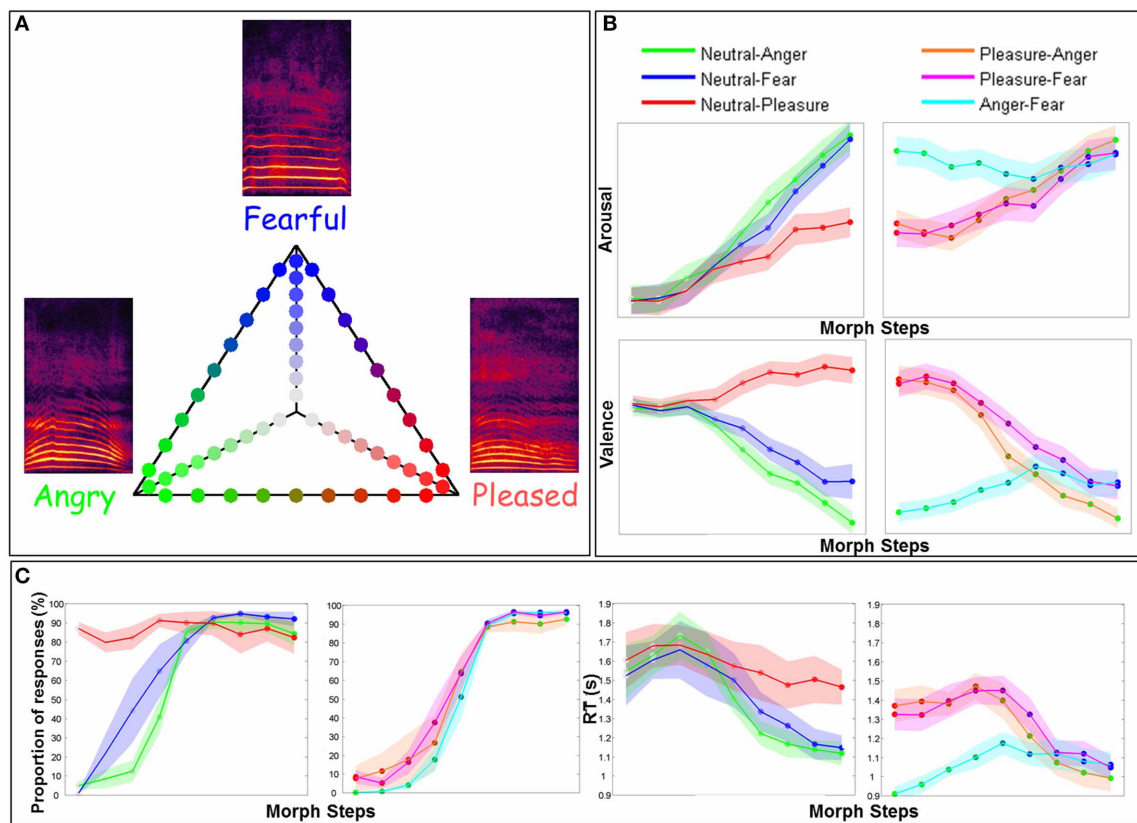 A
Fearful
Angry
Pleased
B
Neutral-Anger
Neutral-Fear
Neutral-Pleasure
Pleasure-Anger
Pleasure-Fear
Anger-Fear
Arousal
Morph Steps
Valence
Morph Steps
C
Proportion of responses (%)
100
90
80
70
60
50
40
30
20
10
0
100
90
80
70
60
50
40
30
20
10
0
Morph Steps
RT (s)
1.9
1.8
1.7
1.6
1.5
1.4
1.3
1.2
1.1
1
0.9
1.9
1.8
1.7
1.6
1.5
1.4
1.3
1.2
1.1
1
0.9
Morph Steps